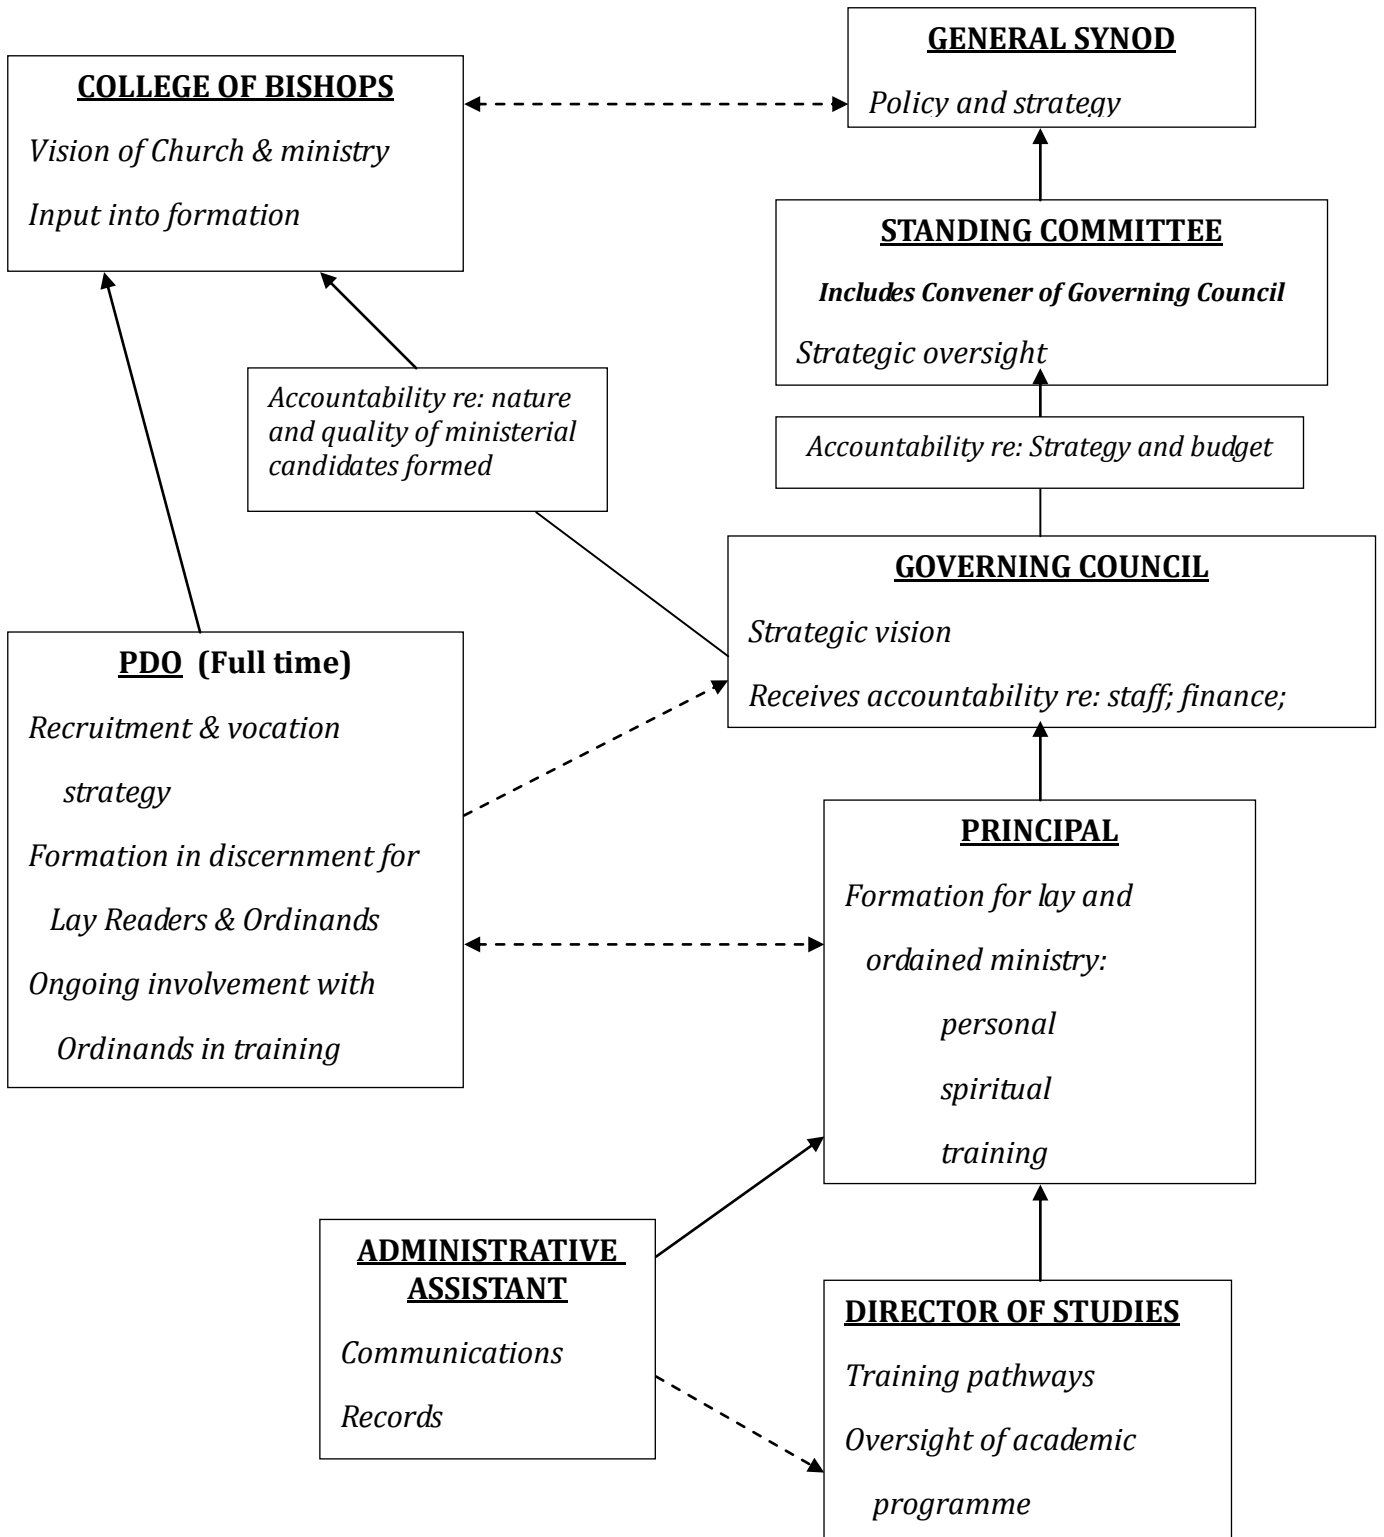 COLLEGE OF BISHOPS
Vision of Church & ministry
Input into formation
GENERAL SYNOD
Policy and strategy
STANDING COMMITTEE
Includes Convener of Governing Council
Strategic oversight
Accountability re: nature
and quality of ministerial
candidates formed
Accountability re: Strategy and budget
GOVERNING COUNCIL
Strategic vision
Receives accountability re: staff; finance;
PDO (Full time)
Recruitment & vocation
strategy
Formation in discernment for
Lay Readers & Ordinands
Ongoing involvement with
Ordinands in training
PRINCIPAL
Formation for lay and
ordained ministry:
personal
spiritual
training
ADMINISTRATIVE
ASSISTANT
Communications
Records
DIRECTOR OF STUDIES
Training pathways
Oversight of academic
programme